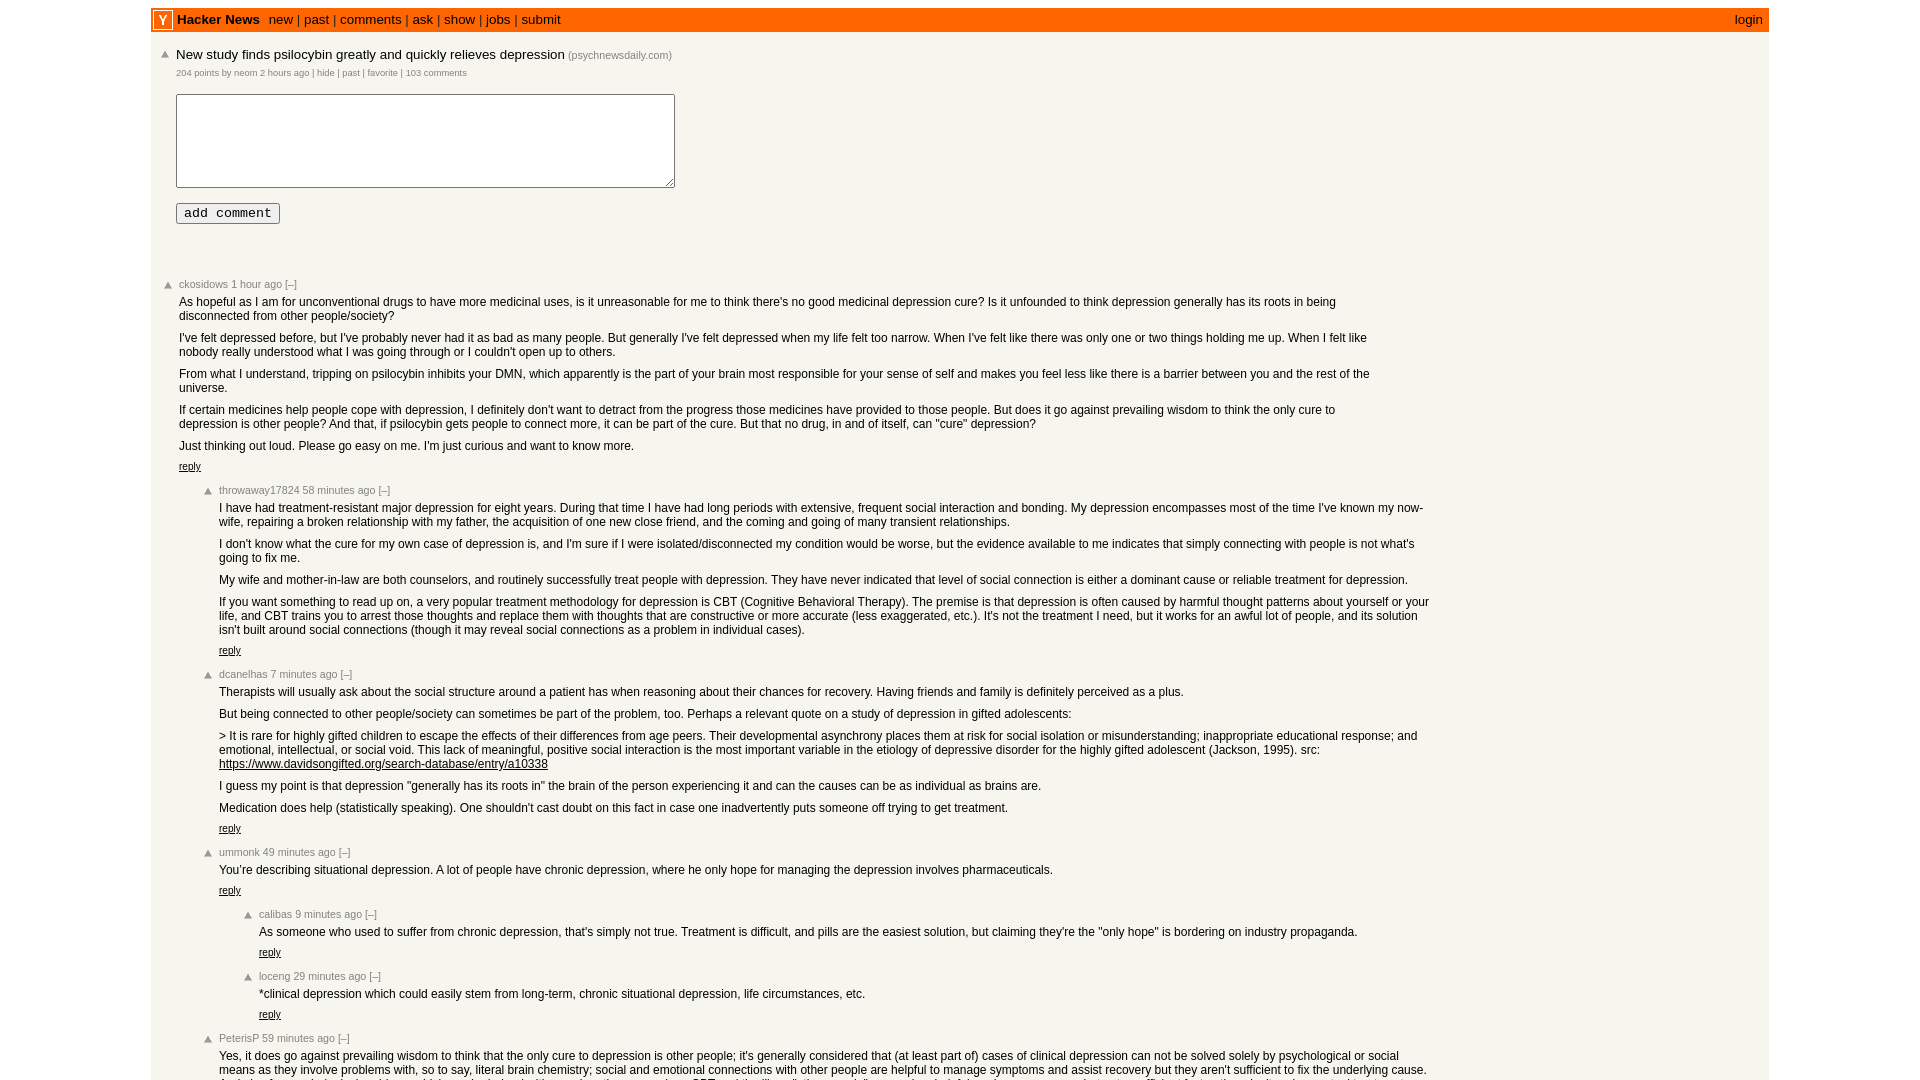 Y Hacker News new | past | comments | ask | show | jobs | submit login
New study finds psilocybin greatly and quickly relieves depression (psychnewsdaily.com)
204 points by neom 2 hours ago | hide | past | favorite | 103 comments
add comment
ckosidows 1 hour ago [–]
As hopeful as I am for unconventional drugs to have more medicinal uses, is it unreasonable for me to think there's no good medicinal depression cure? Is it unfounded to think depression generally has its roots in being
disconnected from other people/society?
I've felt depressed before, but I've probably never had it as bad as many people. But generally I've felt depressed when my life felt too narrow. When I've felt like there was only one or two things holding me up. When I felt like
nobody really understood what I was going through or I couldn't open up to others.
From what I understand, tripping on psilocybin inhibits your DMN, which apparently is the part of your brain most responsible for your sense of self and makes you feel less like there is a barrier between you and the rest of the
universe.
If certain medicines help people cope with depression, I definitely don't want to detract from the progress those medicines have provided to those people. But does it go against prevailing wisdom to think the only cure to
depression is other people? And that, if psilocybin gets people to connect more, it can be part of the cure. But that no drug, in and of itself, can "cure" depression?
Just thinking out loud. Please go easy on me. I'm just curious and want to know more.
reply
throwaway17824 58 minutes ago [–]
I have had treatment-resistant major depression for eight years. During that time I have had long periods with extensive, frequent social interaction and bonding. My depression encompasses most of the time I've known my now-
wife, repairing a broken relationship with my father, the acquisition of one new close friend, and the coming and going of many transient relationships.
I don't know what the cure for my own case of depression is, and I'm sure if I were isolated/disconnected my condition would be worse, but the evidence available to me indicates that simply connecting with people is not what's
going to fix me.
My wife and mother-in-law are both counselors, and routinely successfully treat people with depression. They have never indicated that level of social connection is either a dominant cause or reliable treatment for depression.
If you want something to read up on, a very popular treatment methodology for depression is CBT (Cognitive Behavioral Therapy). The premise is that depression is often caused by harmful thought patterns about yourself or your
life, and CBT trains you to arrest those thoughts and replace them with thoughts that are constructive or more accurate (less exaggerated, etc.). It's not the treatment I need, but it works for an awful lot of people, and its solution
isn't built around social connections (though it may reveal social connections as a problem in individual cases).
reply
dcanelhas 7 minutes ago [–]
Therapists will usually ask about the social structure around a patient has when reasoning about their chances for recovery. Having friends and family is definitely perceived as a plus.
But being connected to other people/society can sometimes be part of the problem, too. Perhaps a relevant quote on a study of depression in gifted adolescents:
> It is rare for highly gifted children to escape the effects of their differences from age peers. Their developmental asynchrony places them at risk for social isolation or misunderstanding; inappropriate educational response; and
emotional, intellectual, or social void. This lack of meaningful, positive social interaction is the most important variable in the etiology of depressive disorder for the highly gifted adolescent (Jackson, 1995). src:
https://www.davidsongifted.org/search-database/entry/a10338
I guess my point is that depression "generally has its roots in" the brain of the person experiencing it and can the causes can be as individual as brains are.
Medication does help (statistically speaking). One shouldn't cast doubt on this fact in case one inadvertently puts someone off trying to get treatment.
reply
ummonk 49 minutes ago [–]
You're describing situational depression. A lot of people have chronic depression, where he only hope for managing the depression involves pharmaceuticals.
reply
calibas 9 minutes ago [–]
As someone who used to suffer from chronic depression, that's simply not true. Treatment is difficult, and pills are the easiest solution, but claiming they're the "only hope" is bordering on industry propaganda.
reply
loceng 29 minutes ago [–]
*clinical depression which could easily stem from long-term, chronic situational depression, life circumstances, etc.
reply
PeterisP 59 minutes ago [–]
Yes, it does go against prevailing wisdom to think that the only cure to depression is other people; it's generally considered that (at least part of) cases of clinical depression can not be solved solely by psychological or social
means as they involve problems with, so to say, literal brain chemistry; social and emotional connections with other people are helpful to manage symptoms and assist recovery but they aren't sufficient to fix the underlying cause.